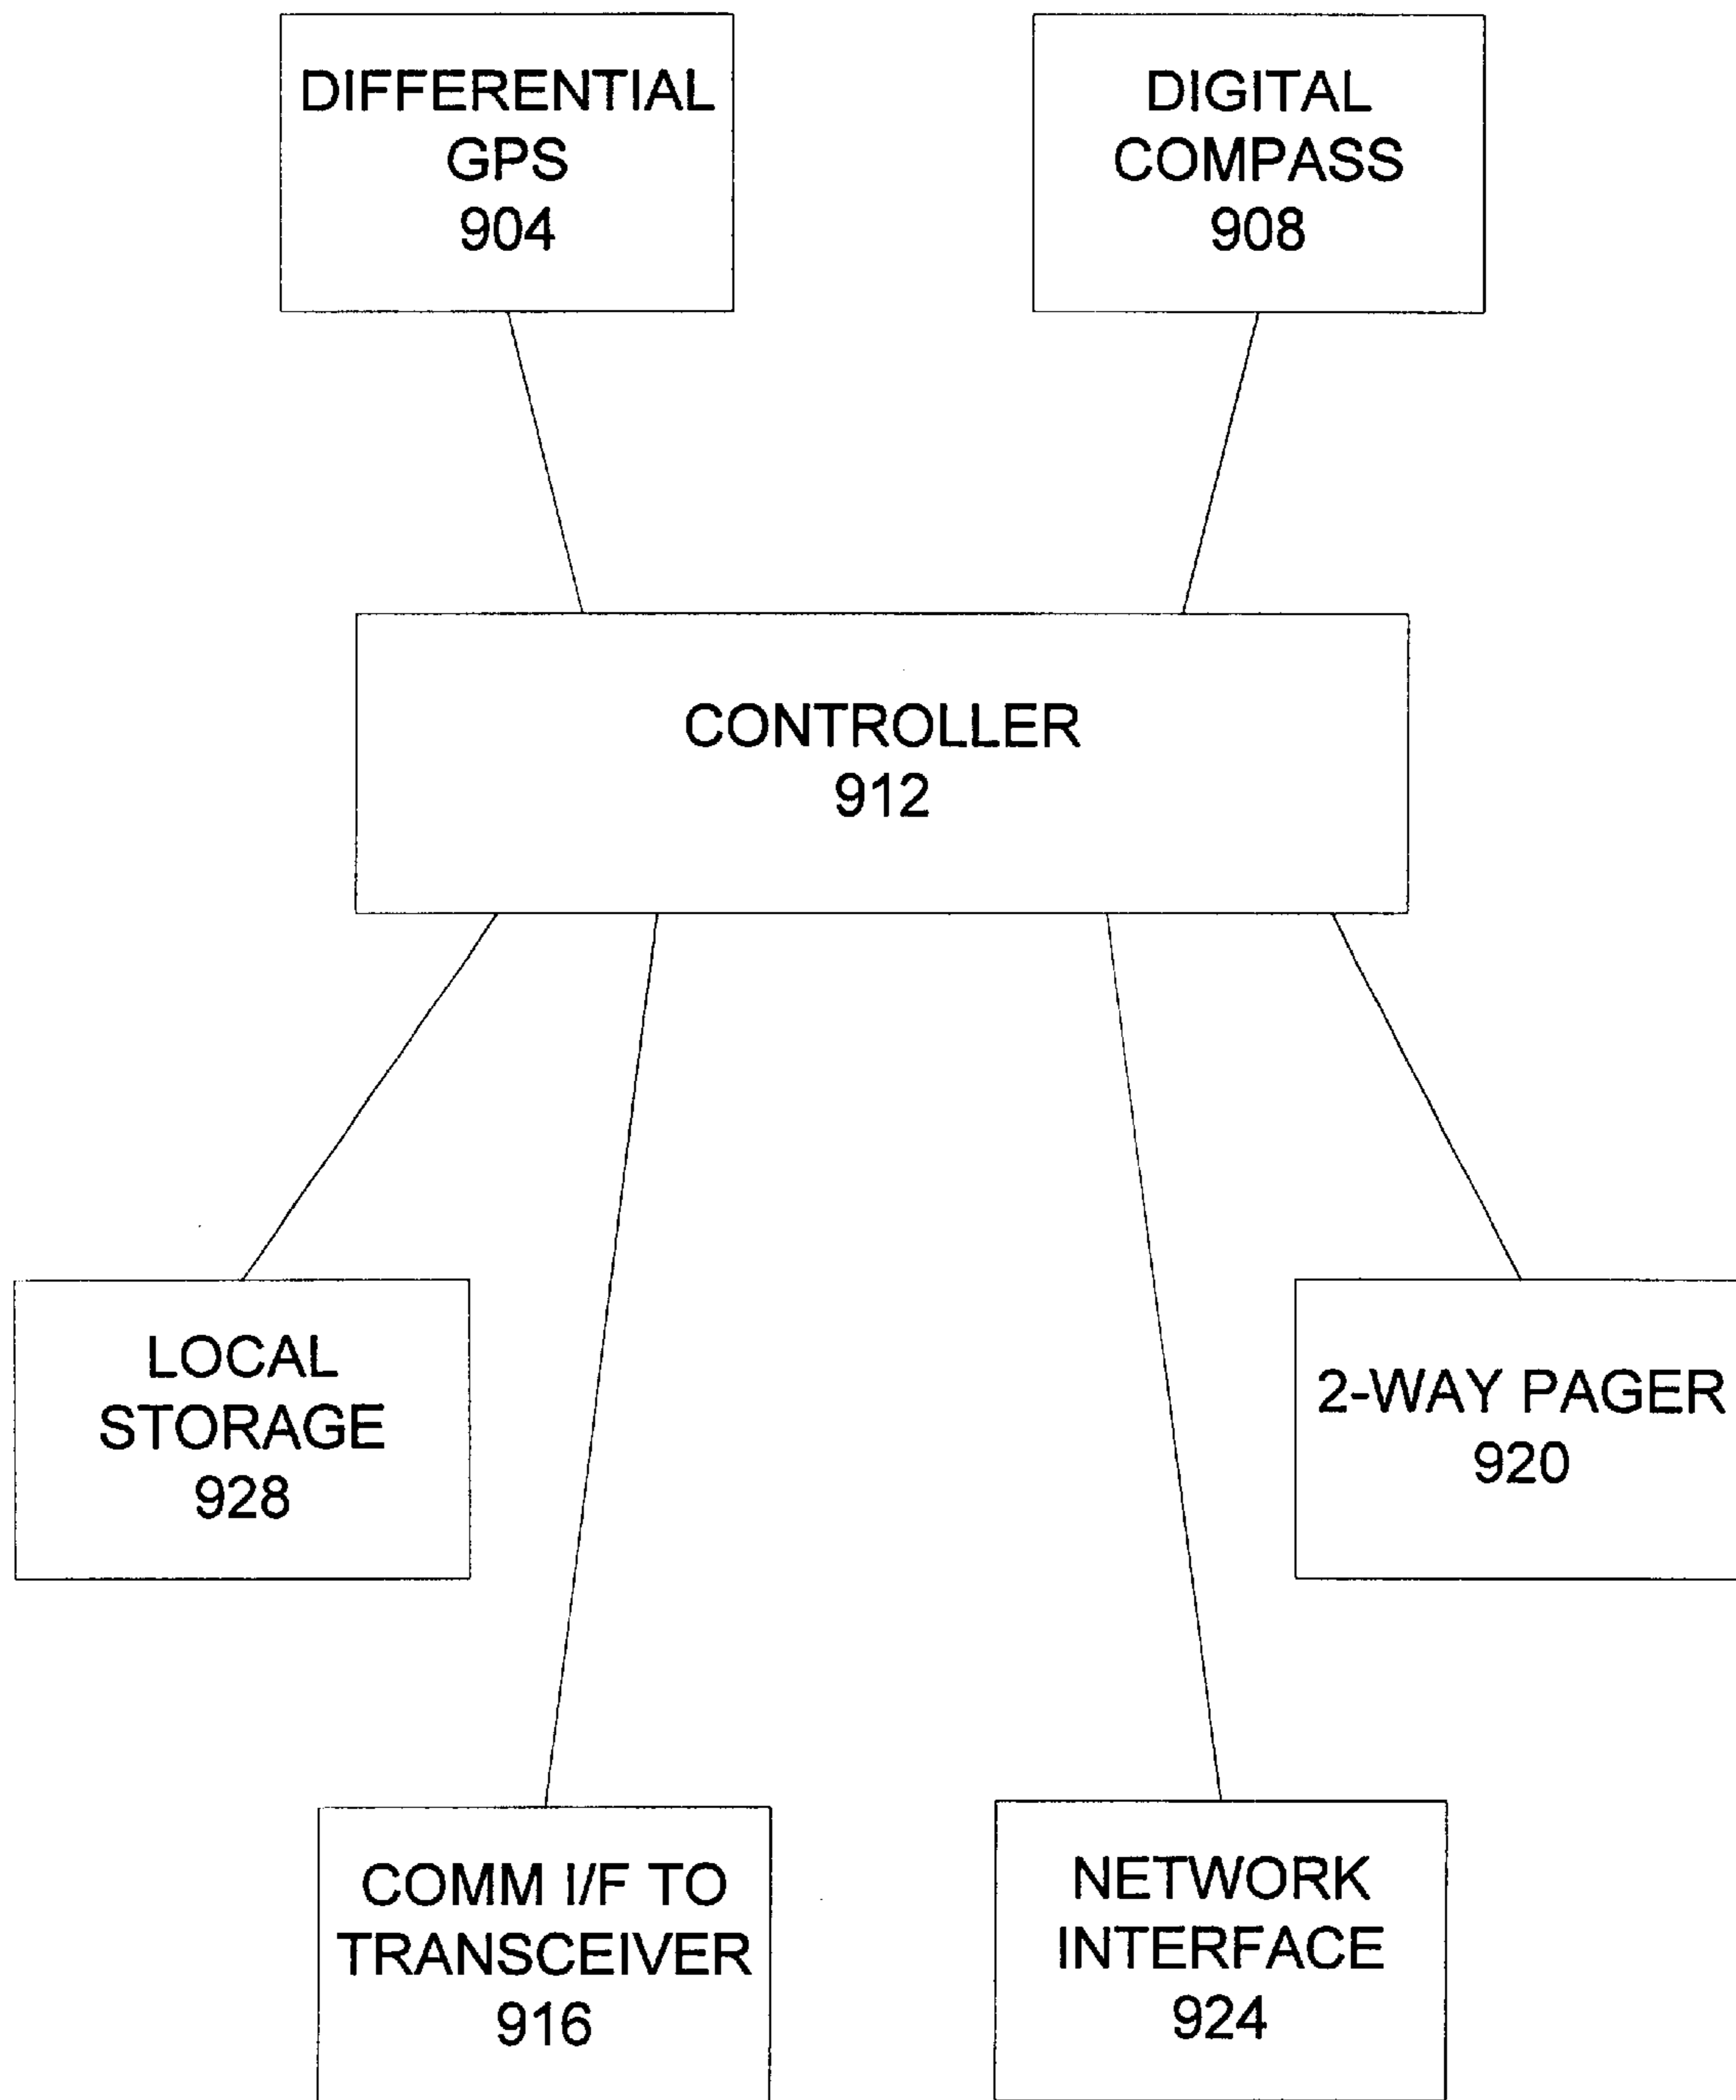 DIFFERENTIAL
GPS
904
DIGITAL
COMPASS
908
CONTROLLER
912
LOCAL
STORAGE
928
2-WAY PAGER
920
COMM I/F TO
TRANSCEIVER
916
NETWORK
INTERFACE
924